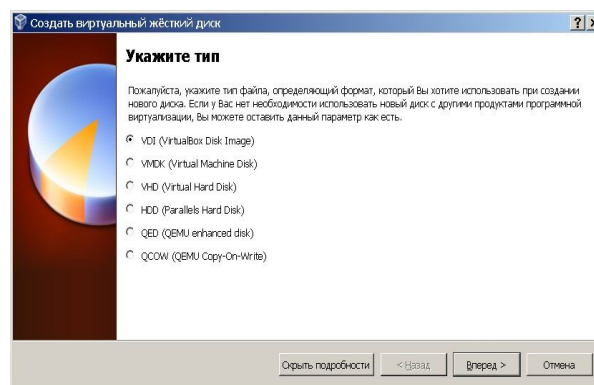 Создать виртуальный жёсткий диск
Укажите тип
Пожалуйста, укажите тип файла, определяющий формат, который Вы хотите использовать при создании
нового диска. Если у Вас нет необходимости использовать новый диск с другими продуктами программной
виртуализации, Вы можете оставить данный параметр как есть.
VDI (VirtualBox Disk Image)
VMDK (Virtual Machine Disk)
VHD (Virtual Hard Disk)
HDD (Parallels Hard Disk)
QED (QEMU enhanced disk)
QCOW (QEMU Copy-On-Write)
Скрыть подробности < Назад Вперед > Отмена